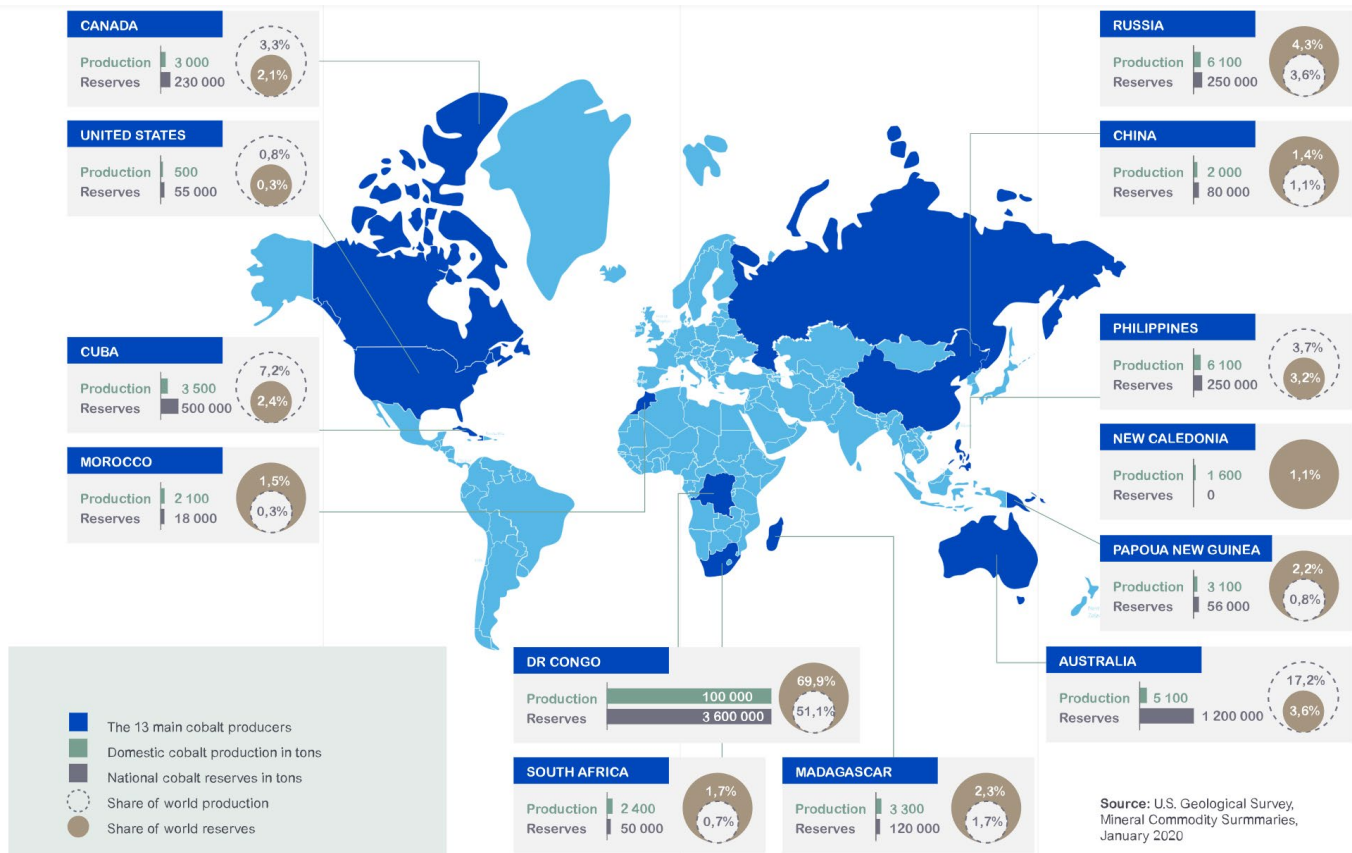 CANADA
Production 3 000
Reserves 230 000
3,3%
2,1%
UNITED STATES
Production 500
Reserves 55 000
0,8%
0,3%
CUBA
Production 3 500
Reserves 500 000
7,2%
2,4%
MOROCCO
Production 2 100
Reserves 18 000
1,5%
0,3%
RUSSIA
Production 6 100
Reserves 250 000
4,3%
3,6%
CHINA
Production 2 000
Reserves 80 000
1,4%
1,1%
PHILIPPINES
Production 6 100
Reserves 250 000
3,7%
3,2%
NEW CALEDONIA
Production 1 600
Reserves 0
1,1%
PAPOUA NEW GUINEA
Production 3 100
Reserves 56 000
2,2%
0,8%
AUSTRALIA
Production 5 100
Reserves 1 200 000
17,2%
3,6%
DR CONGO
Production 100 000
Reserves 3 600 000
69,9%
51,1%
SOUTH AFRICA
Production 2 400
Reserves 50 000
1,7%
0,7%
MADAGASCAR
Production 3 300
Reserves 120 000
2,3%
1,7%
The 13 main cobalt producers
Domestic cobalt production in tons
National cobalt reserves in tons
Share of world production
Share of world reserves
Source: U.S. Geological Survey,
Mineral Commodity Surmmaries,
January 2020